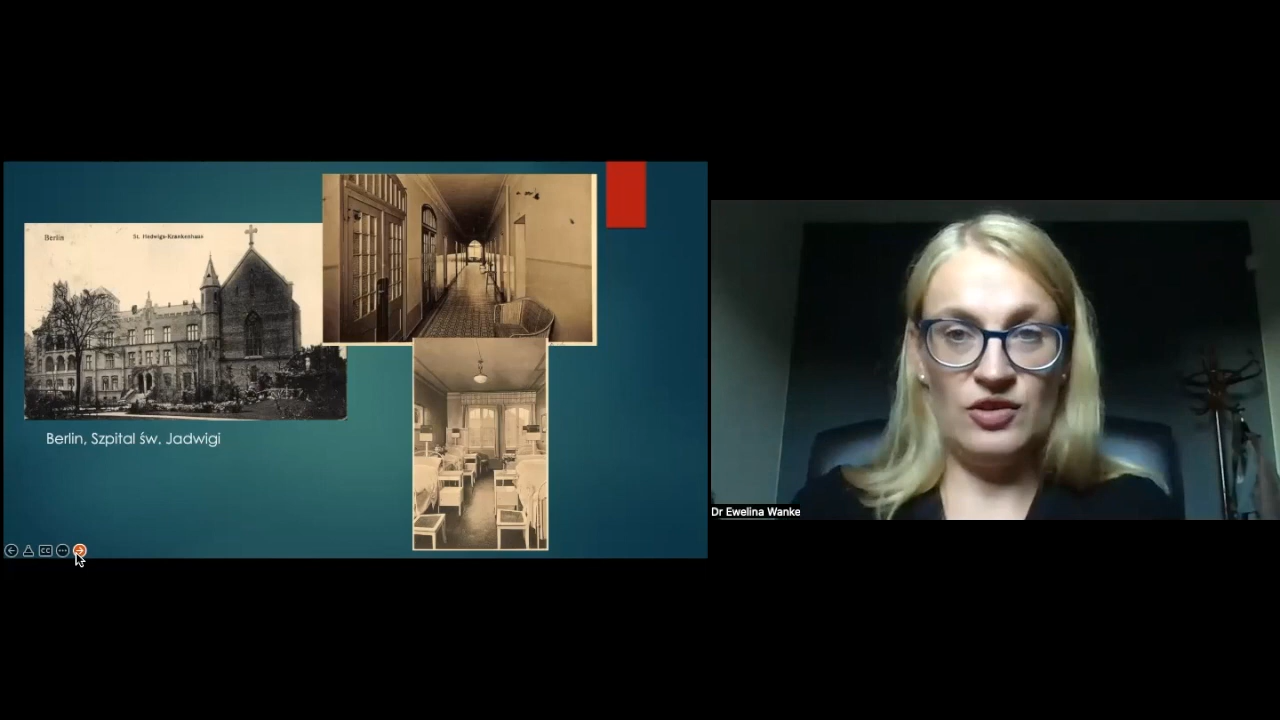 Berlin
St. Hedwigs-Krankenhaus
Berlin, Szpital św. Jadwigi
CC
Dr Ewelina Wanke